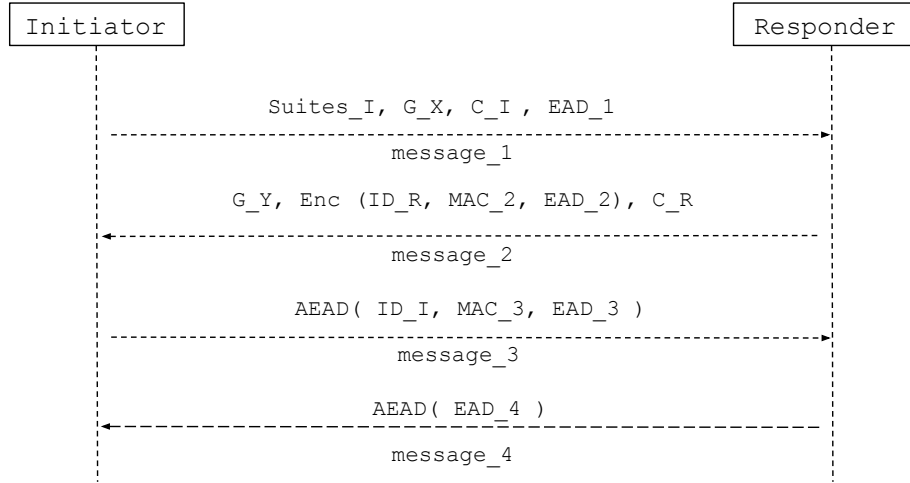 Initiator
Responder
Suites_I, G_X, C_I , EAD_1
message_1
G_Y, Enc (ID_R, MAC_2, EAD_2), C_R
message_2
AEAD( ID_I, MAC_3, EAD_3 )
message_3
AEAD( EAD_4 )
message_4